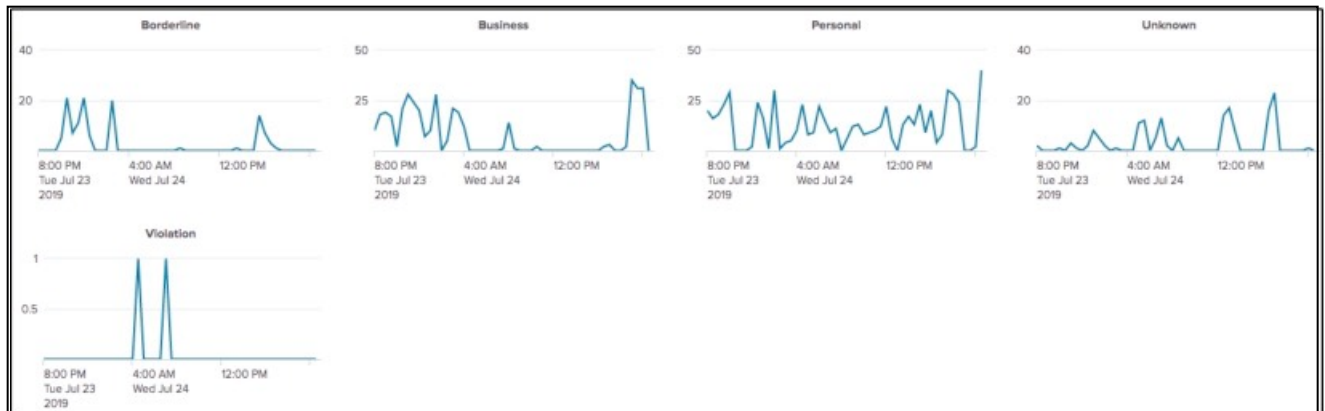 Borderline
40
20
8:00 PM
Tue Jul 23
2019
4:00 AM
Wed Jul 24
12:00 PM
Business
50
25
8:00 PM
Tue Jul 23
2019
4:00 AM
Wed Jul 24
12:00 PM
Personal
50
25
8:00 PM
Tue Jul 23
2019
4:00 AM
Wed Jul 24
12:00 PM
Unknown
40
20
8:00 PM
Tue Jul 23
2019
4:00 AM
Wed Jul 24
12:00 PM
Violation
1
0.5
8:00 PM
Tue Jul 23
2019
4:00 AM
Wed Jul 24
12:00 PM